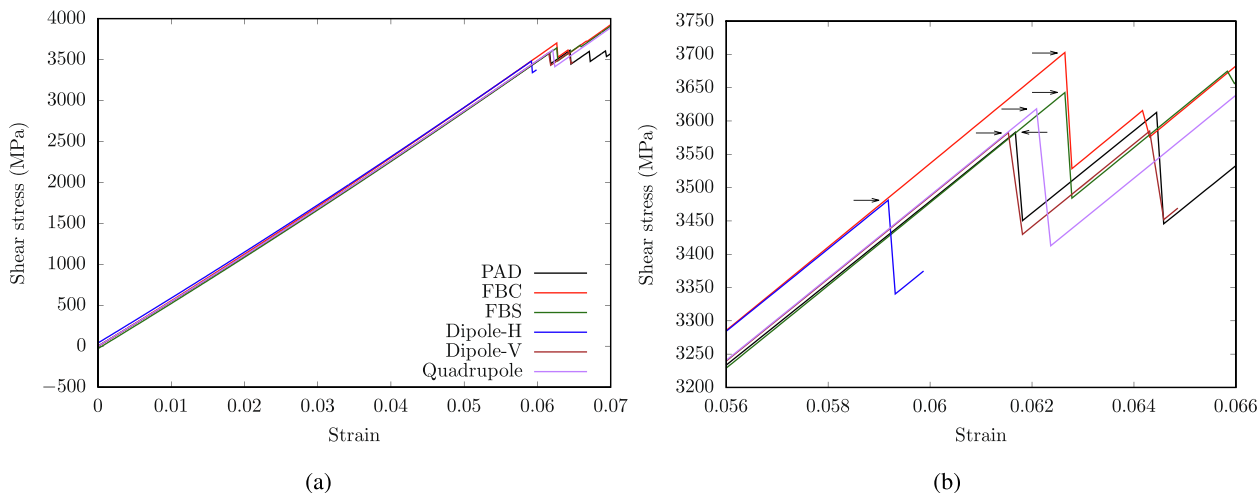 4000
3500
3000
2500
2000
1500
1000
500
0
−500
0 0.01 0.02 0.03 0.04 0.05 0.06 0.07
Shear stress (MPa)
Strain
PAD
FBC
FBS
Dipole-H
Dipole-V
Quadrupole
(a)
3750
3700
3650
3600
3550
3500
3450
3400
3350
3300
3250
3200
0.056 0.058 0.06 0.062 0.064 0.066
Shear stress (MPa)
Strain
(b)